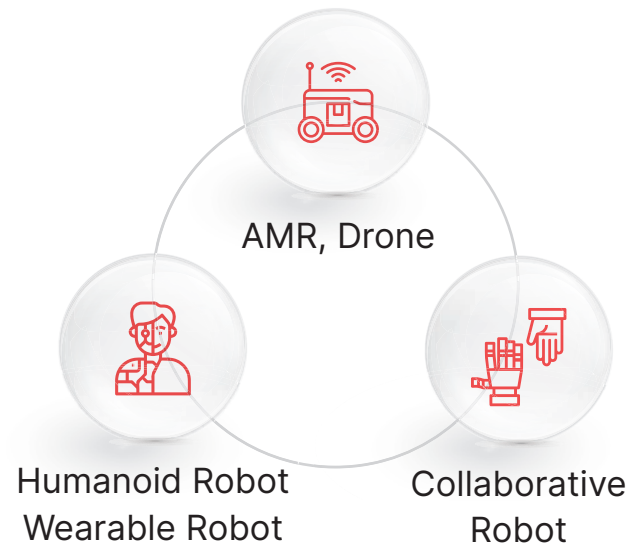 AMR, Drone
Humanoid Robot
Wearable Robot
Collaborative
Robot